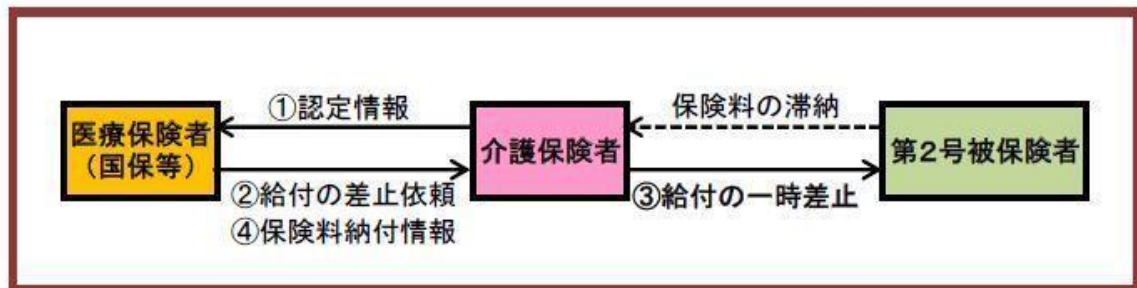 ①認定情報
保険料の滞納
医療保険者
（国保等）
介護保険者
第２号被保険者
②給付の差止依頼
④保険料納付情報
③給付の一時差止